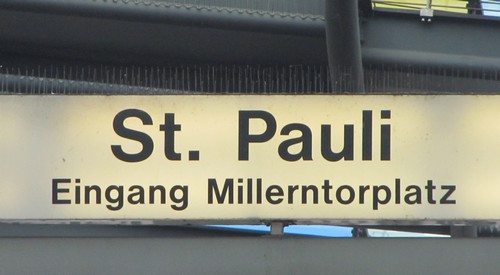 St. Pauli
Eingang Millerntorplatz